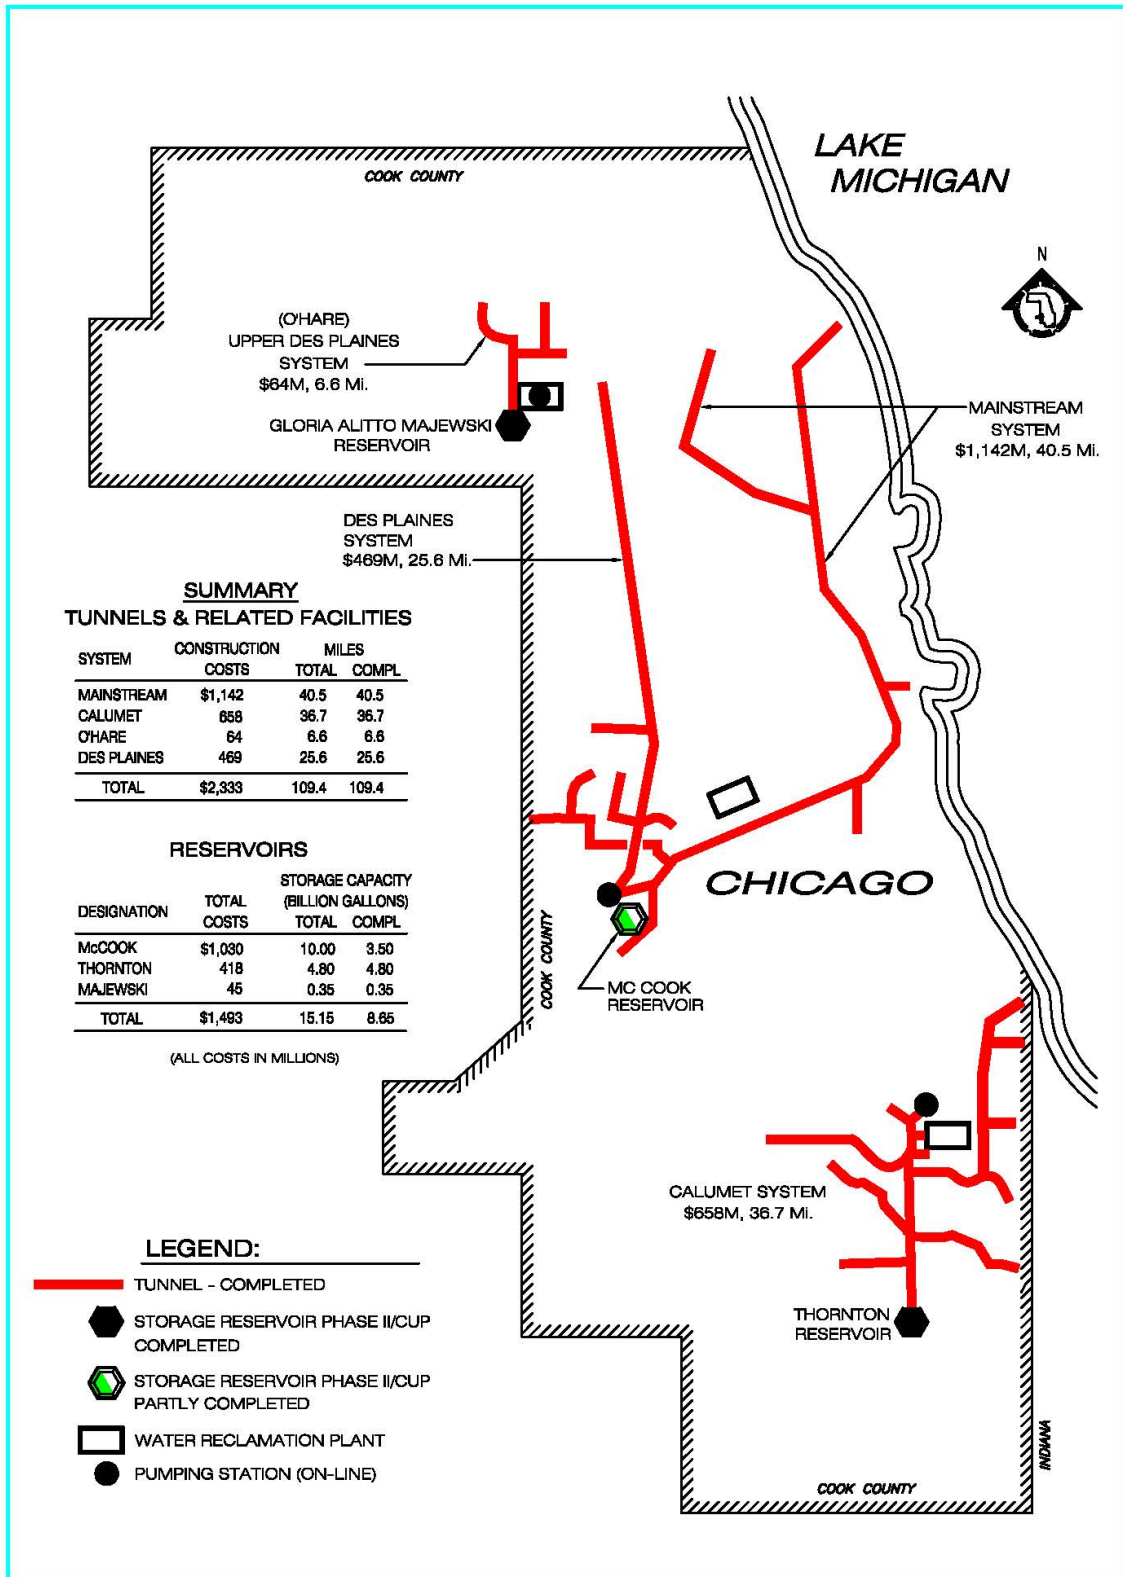 LAKE
MICHIGAN
COOK COUNTY
N
(O'HARE)
UPPER DES PLAINES
SYSTEM
$64M, 6.6 Mi.
GLORIA ALITTO MAJEWSKI
RESERVOIR
MAINSTREAM
SYSTEM
$1,142M, 40.5 Mi.
DES PLAINES
SYSTEM
$469M, 25.6 Mi.
SUMMARY
TUNNELS & RELATED FACILITIES
SYSTEM CONSTRUCTION COSTS MILES TOTAL COMPL
MAINSTREAM $1,142 40.5 40.5
CALUMET 658 36.7 36.7
O'HARE 64 6.6 6.6
DES PLAINES 469 25.6 25.6
TOTAL $2,333 109.4 109.4
RESERVOIRS
DESIGNATION TOTAL COSTS STORAGE CAPACITY (BILLION GALLONS) TOTAL COMPL
McCOOK $1,030 10.00 3.50
THORNTON 418 4.80 4.80
MAJEWSKI 45 0.35 0.35
TOTAL $1,493 15.15 8.65
(ALL COSTS IN MILLIONS)
CHICAGO
COOK COUNTY
MC COOK
RESERVOIR
CALUMET SYSTEM
$658M, 36.7 Mi.
THORNTON
RESERVOIR
LEGEND:
TUNNEL - COMPLETED
STORAGE RESERVOIR PHASE II/CUP
COMPLETED
STORAGE RESERVOIR PHASE II/CUP
PARTLY COMPLETED
WATER RECLAMATION PLANT
PUMPING STATION (ON-LINE)
INDIANA
COOK COUNTY